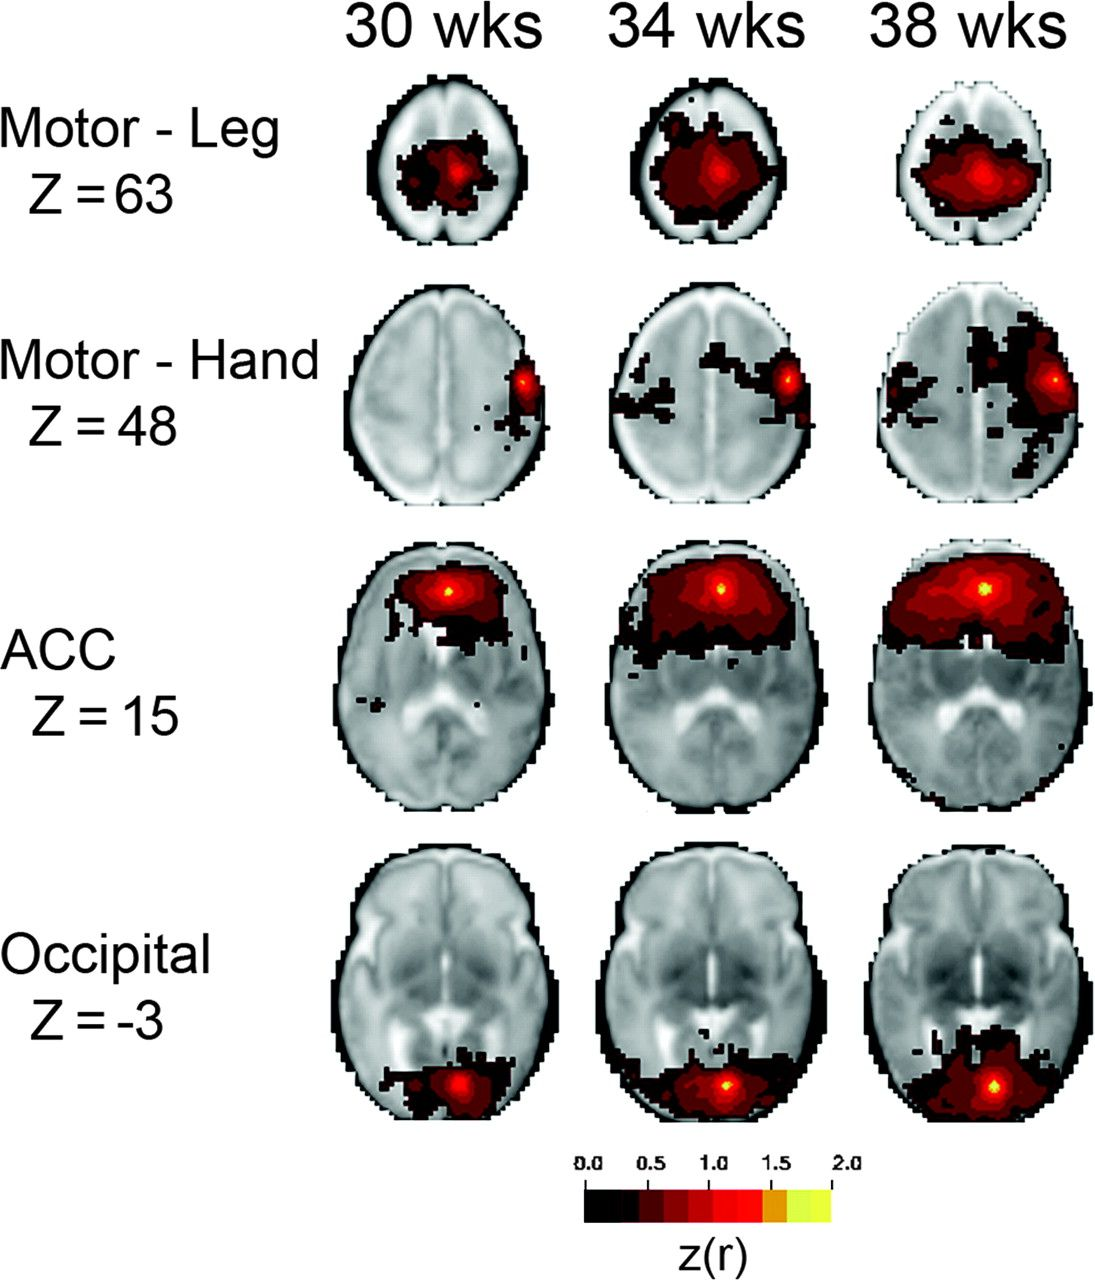 30 wks 34 wks 38 wks
Motor - Leg
Z = 63
Motor - Hand
Z = 48
ACC
Z = 15
Occipital
Z = -3
0.0 0.5 1.0 1.5 2.0
z(r)